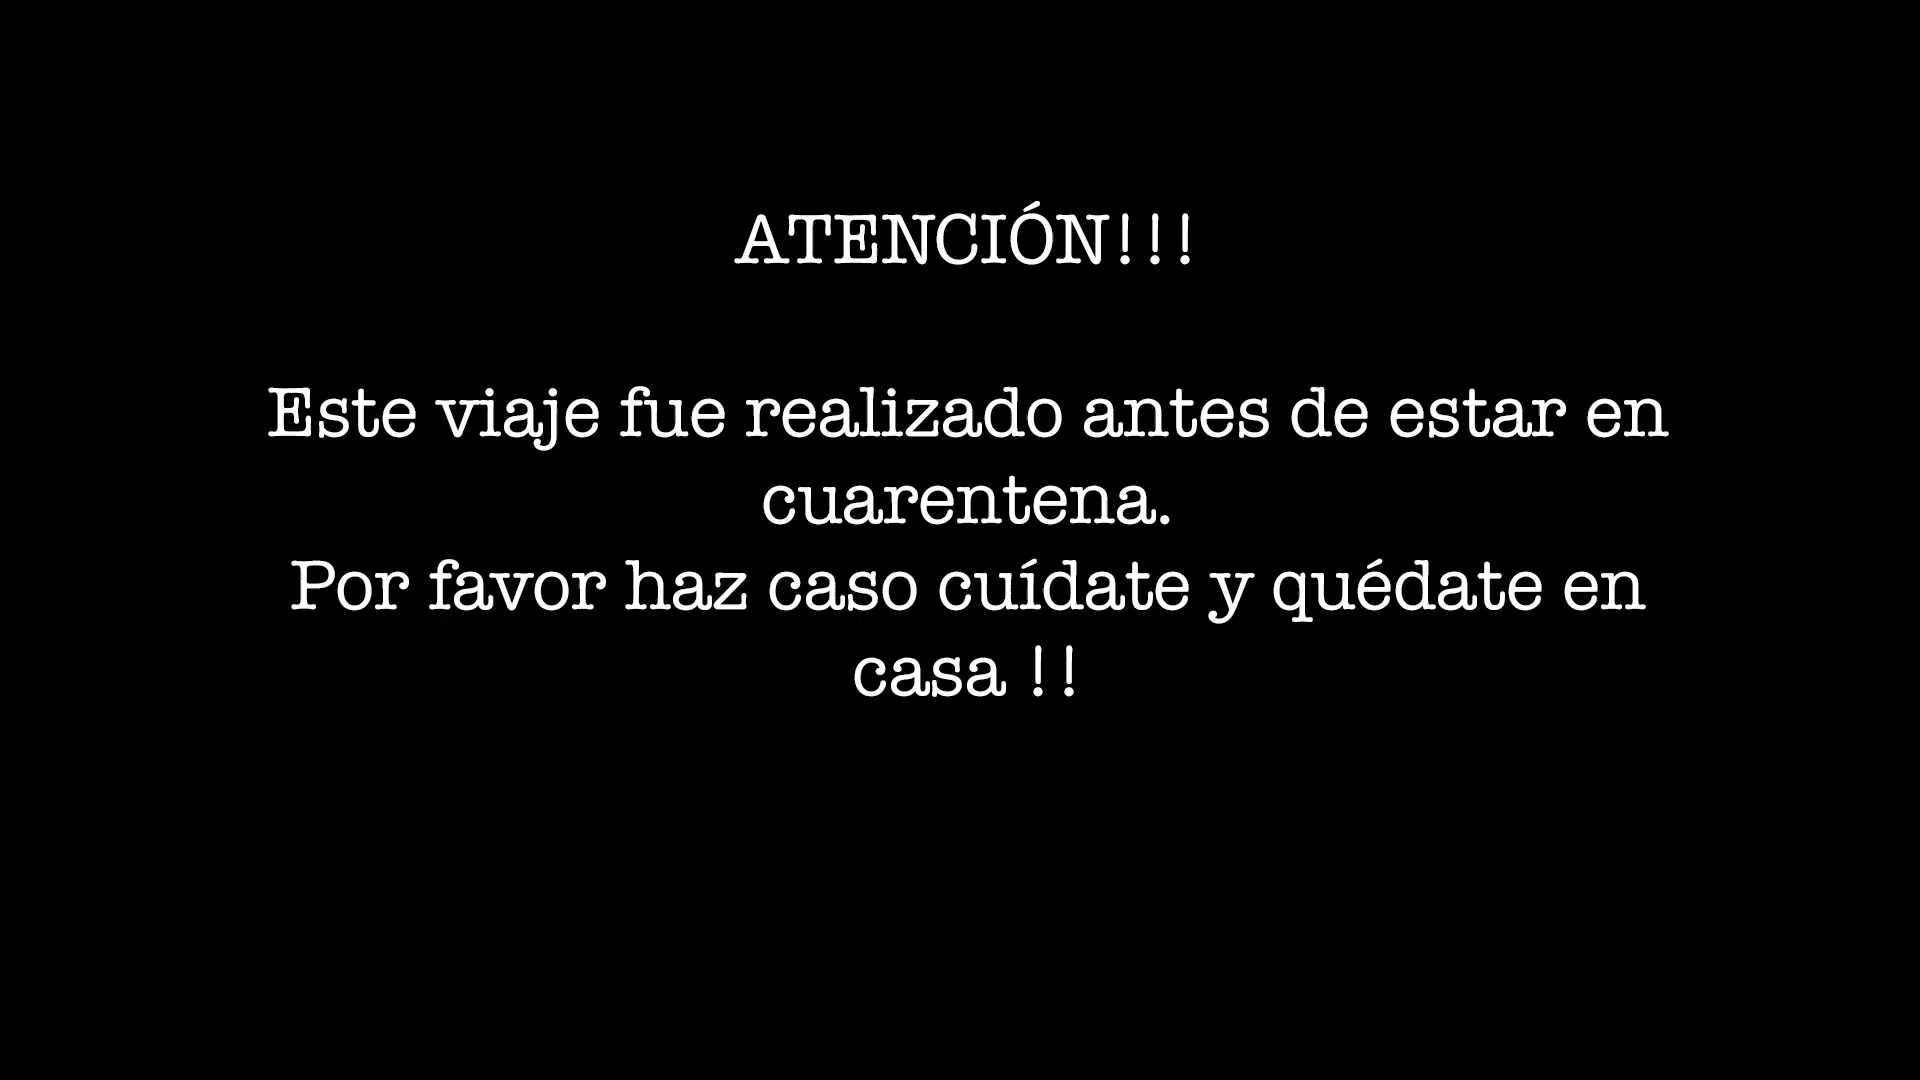 ATENCIÓN!!!
Este viaje fue realizado antes de estar en
cuarentena.
Por favor haz caso cuídate y quédate en
casa !!